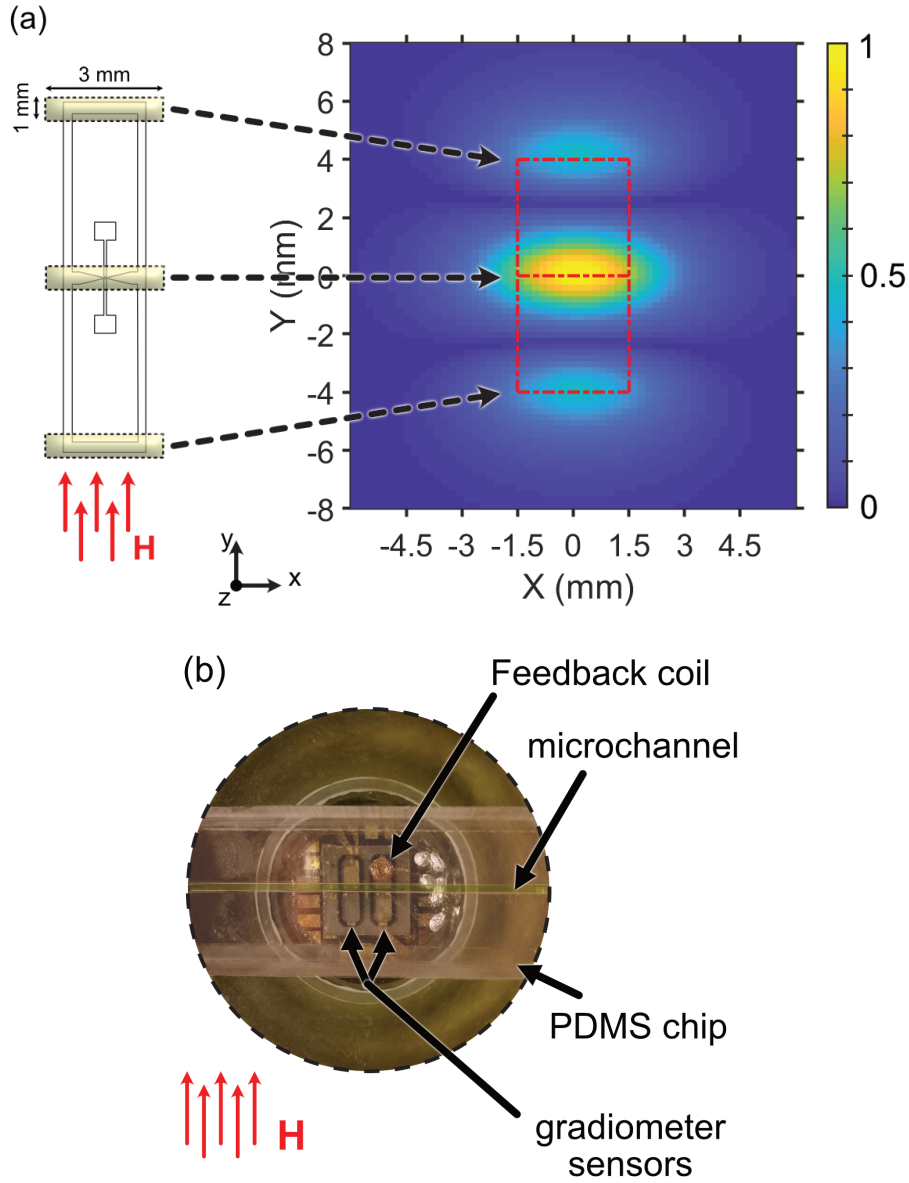 (a)
3 mm
1 mm
H
y
x
z
8
6
4
2
0
-2
-4
-6
-8
Y (mm)
-4.5 -3 -1.5 0 1.5 3 4.5
X (mm)
1
0.5
0
(b)
Feedback coil
microchannel
PDMS chip
gradiometer
sensors
H